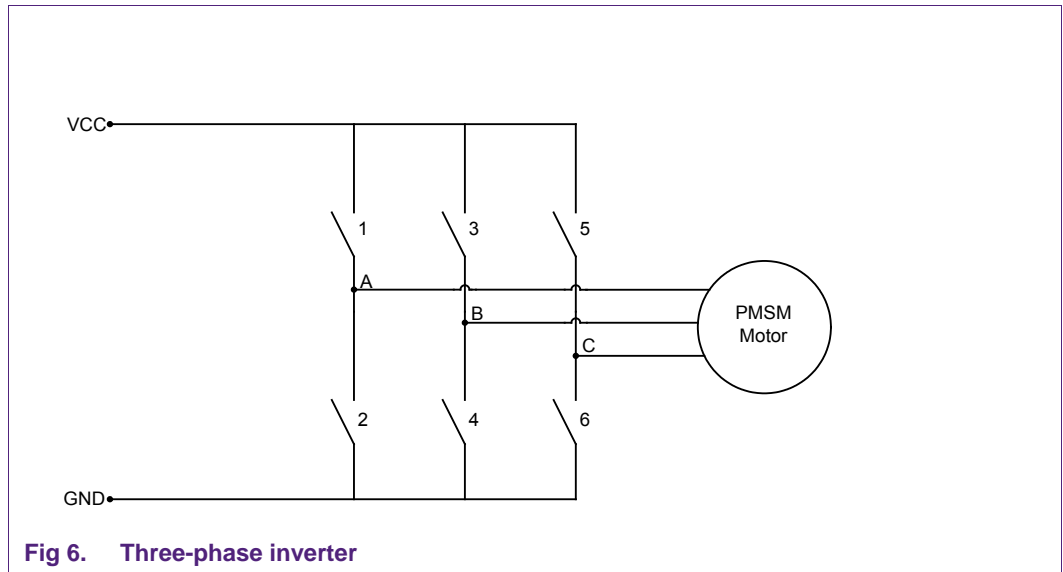 VCC
1
3
5
A
B
C
PMSM
Motor
2
4
6
GND
Fig 6. Three-phase inverter